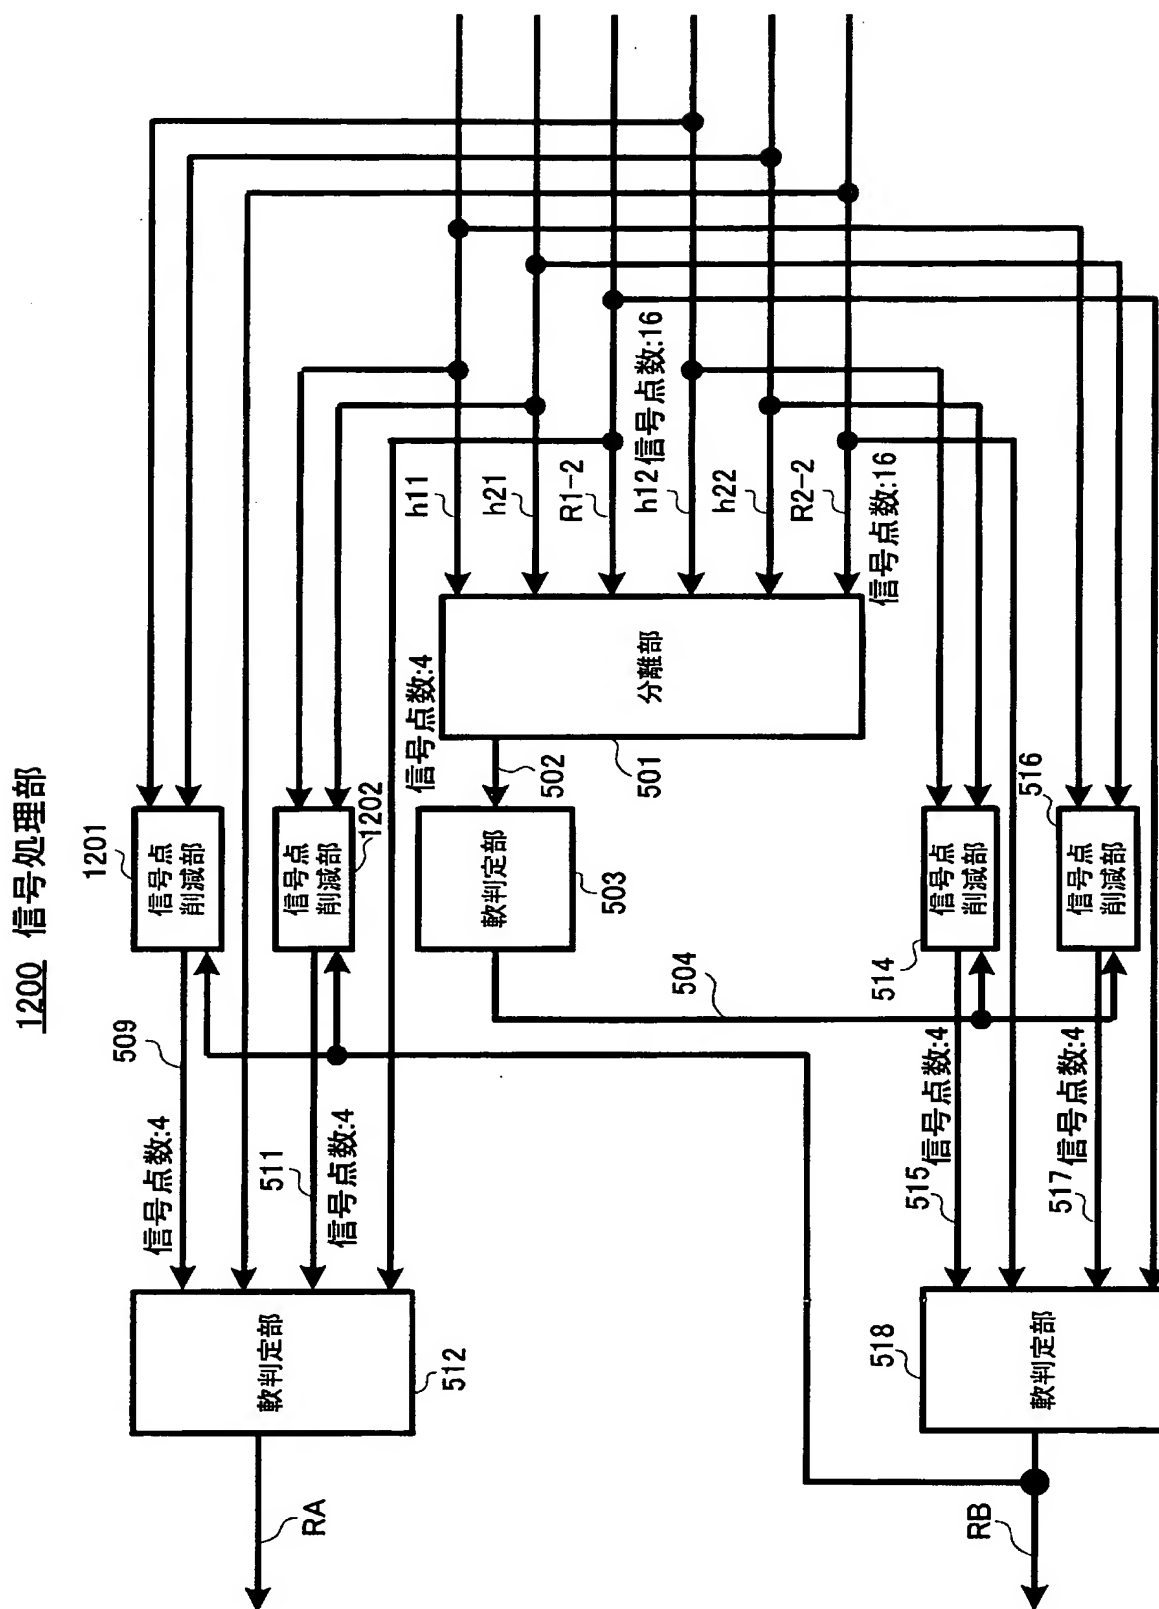 1200 信号処理部
1201
信号点
削減部
509
信号点数:4
1202
信号点
削減部
511
信号点数:4
軟判定部
512
RA
h11
h21
R1-2
h12
信号点数:16
h22
R2-2
信号点数:16
分離部
501
信号点数:4
502
軟判定部
503
504
信号点
削減部
514
515
信号点数:4
516
信号点
削減部
517
信号点数:4
軟判定部
518
RB